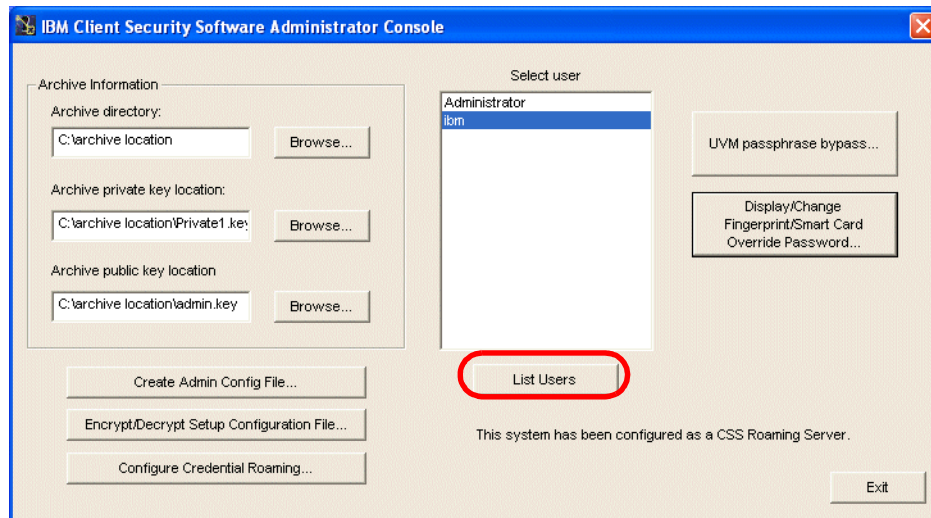 IBM Client Security Software Administrator Console
Archive Information
Archive directory:
C:\archive location
Browse...
Archive private key location:
C:\archive location\Private1.key
Browse...
Archive public key location
C:\archive location\admin.key
Browse...
Create Admin Config File...
Encrypt/Decrypt Setup Configuration File...
Configure Credential Roaming...
Select user
Administrator
ibm
List Users
UVM passphrase bypass...
Display/Change
Fingerprint/Smart Card
Override Password...
This system has been configured as a CSS Roaming Server.
Exit